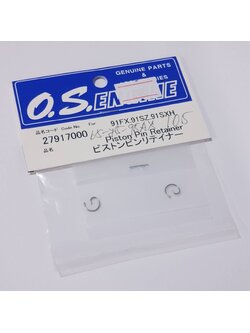 GENUINE PARTS
&
O.S.ENGINE
品名コード Code No.
For
91FX,91SZ,91SXH
27917000
品名
Piston Pin Retainer
ピストンピンリテイナー